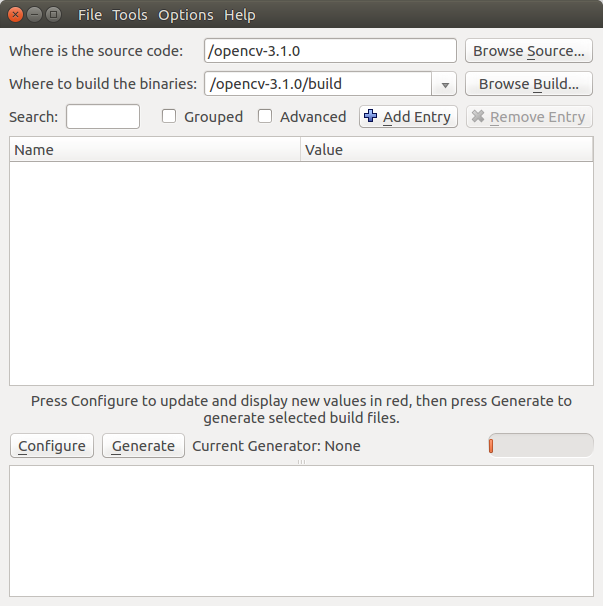 File Tools Options Help
Where is the source code: /opencv-3.1.0 Browse Source...
Where to build the binaries: /opencv-3.1.0/build Browse Build...
Search: Grouped Advanced Add Entry Remove Entry
Name Value
Press Configure to update and display new values in red, then press Generate to
generate selected build files.
Configure Generate Current Generator: None